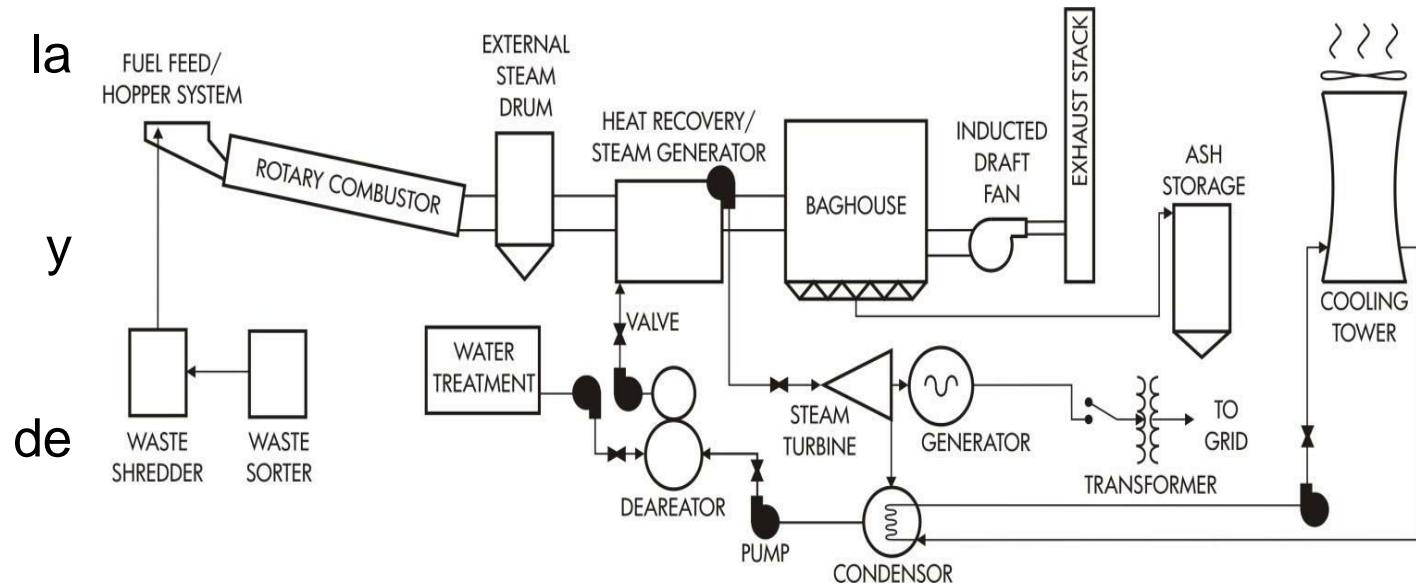 la
y
de
FUEL FEED/
HOPPER SYSTEM
ROTARY COMBUSTOR
EXTERNAL
STEAM
DRUM
HEAT RECOVERY/
STEAM GENERATOR
BAGHOUSE
INDUCTED
DRAFT
FAN
EXHAUST STACK
ASH
STORAGE
COOLING
TOWER
WASTE
SHREDDER
WASTE
SORTER
WATER
TREATMENT
VALVE
DEAREATOR
PUMP
STEAM
TURBINE
GENERATOR
CONDENSOR
TRANSFORMER
TO
GRID